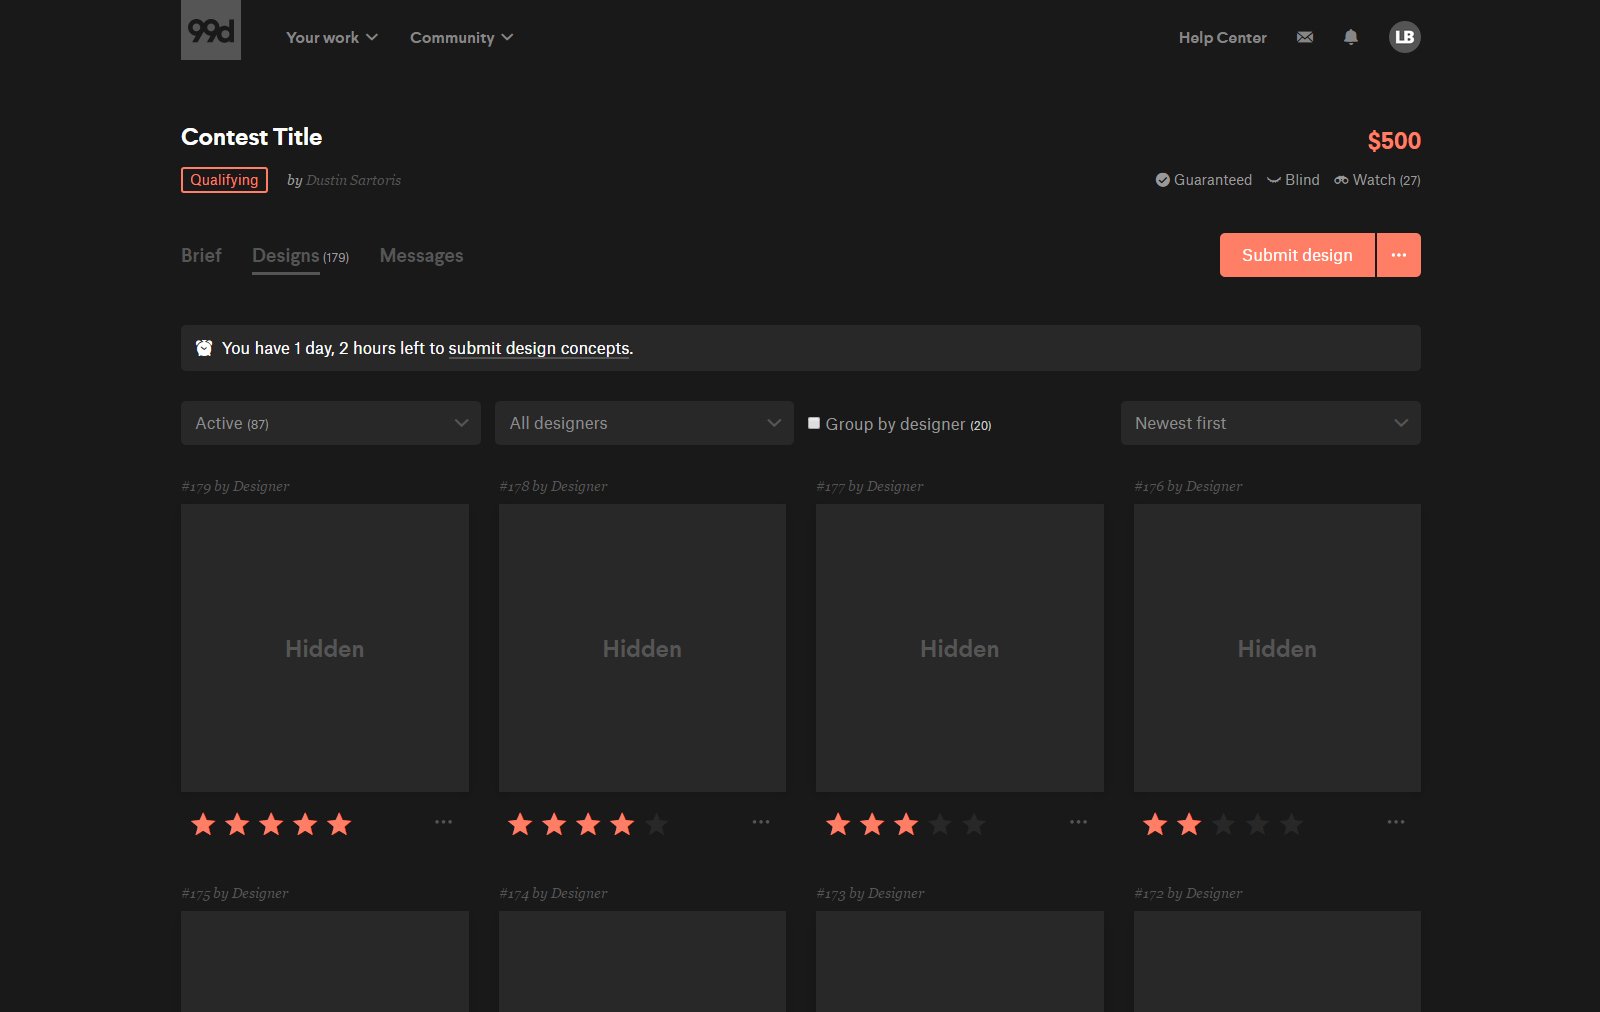 99d
Your work
Community
Help Center
LB
Contest Title
$500
Qualifying
by Dustin Sartoris
Guaranteed
Blind
Watch (27)
Brief
Designs (179)
Messages
Submit design
You have 1 day, 2 hours left to submit design concepts.
Active (87)
All designers
Group by designer (20)
Newest first
#179 by Designer
#178 by Designer
#177 by Designer
#176 by Designer
Hidden
Hidden
Hidden
Hidden
#175 by Designer
#174 by Designer
#173 by Designer
#172 by Designer